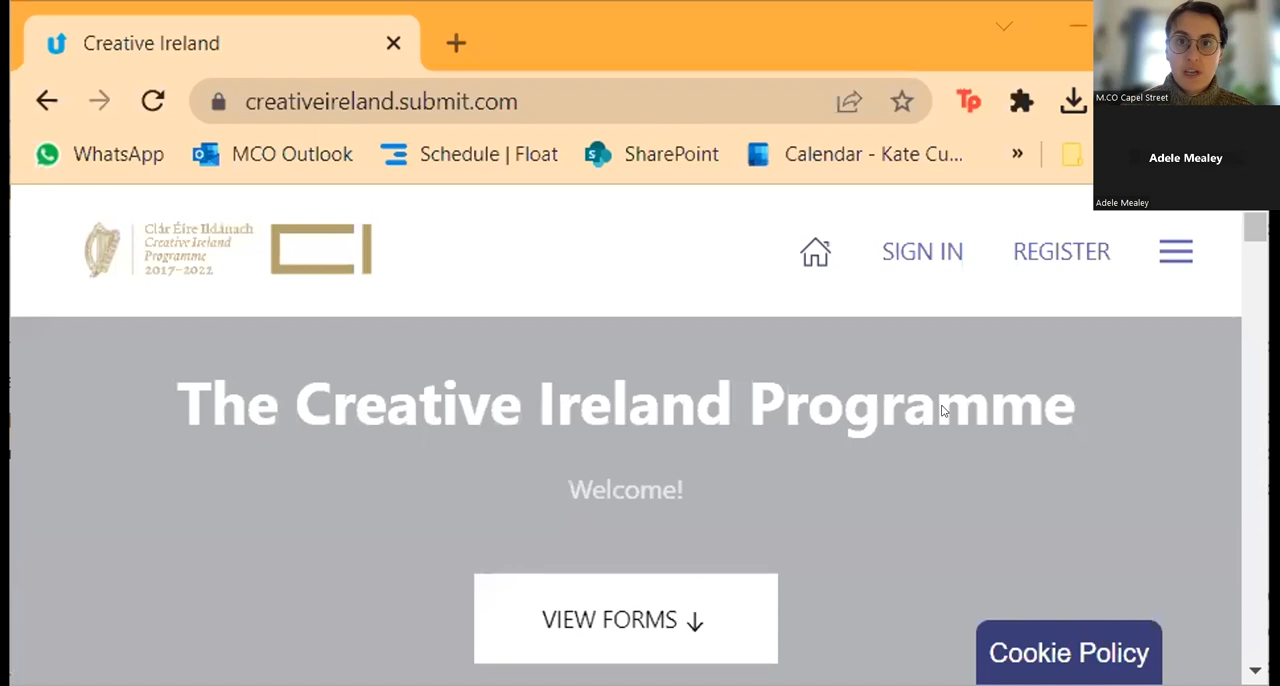 Creative Ireland
creativeireland.submit.com
Tp
WhatsApp
MCO Outlook
Schedule | Float
SharePoint
Calendar - Kate Cu...
»
M.CO Capel Street
Adele Mealey
Adele Mealey
Clár Éire Ildánach
Creative Ireland
Programme
2017–2022
CI
SIGN IN
REGISTER
The Creative Ireland Programme
Welcome!
VIEW FORMS ↓
Cookie Policy